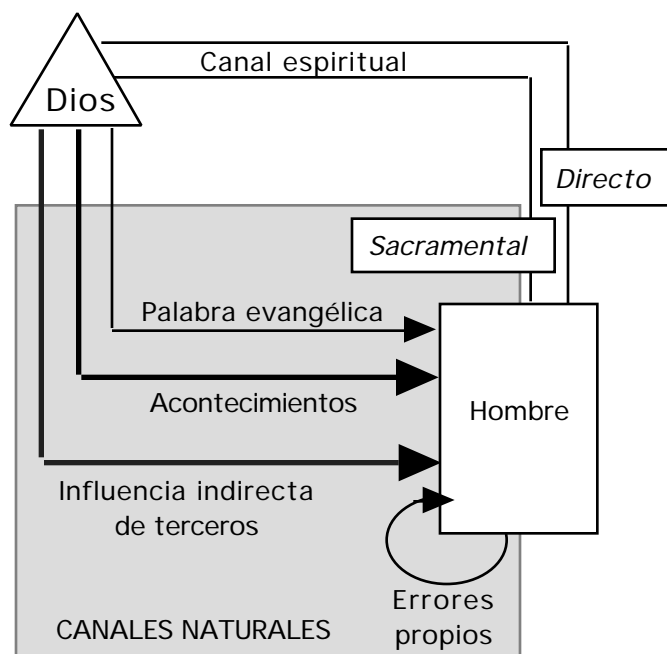 Canal espiritual
Dios
Directo
Sacramental
Palabra evangélica
Acontecimientos
Hombre
Influencia indirecta
de terceros
Errores
propios
CANALES NATURALES